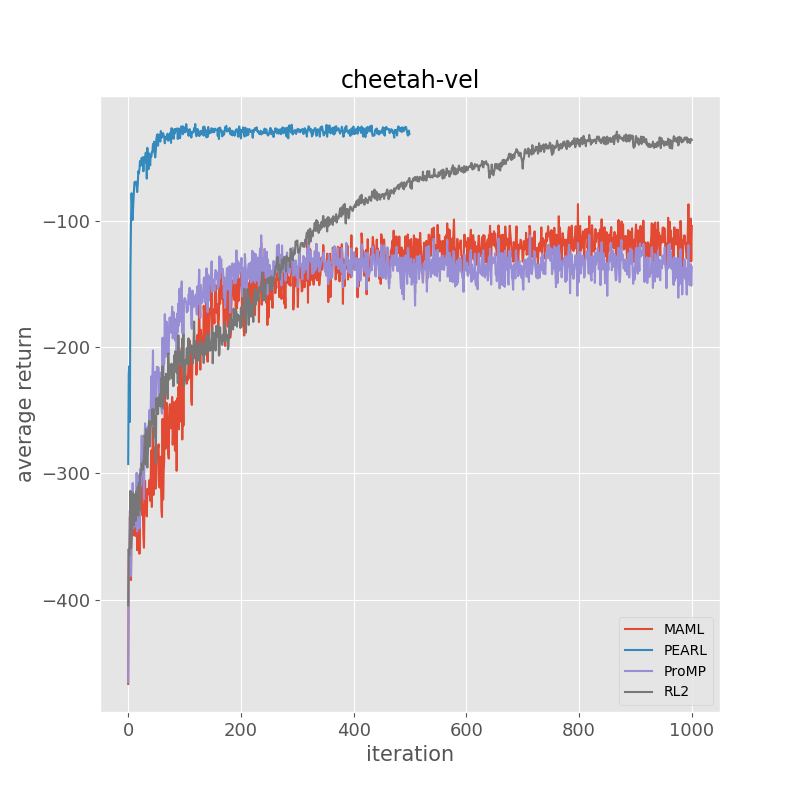 cheetah-vel
average return
−100
−200
−300
−400
0
200
400
600
800
1000
iteration
MAML
PEARL
ProMP
RL2